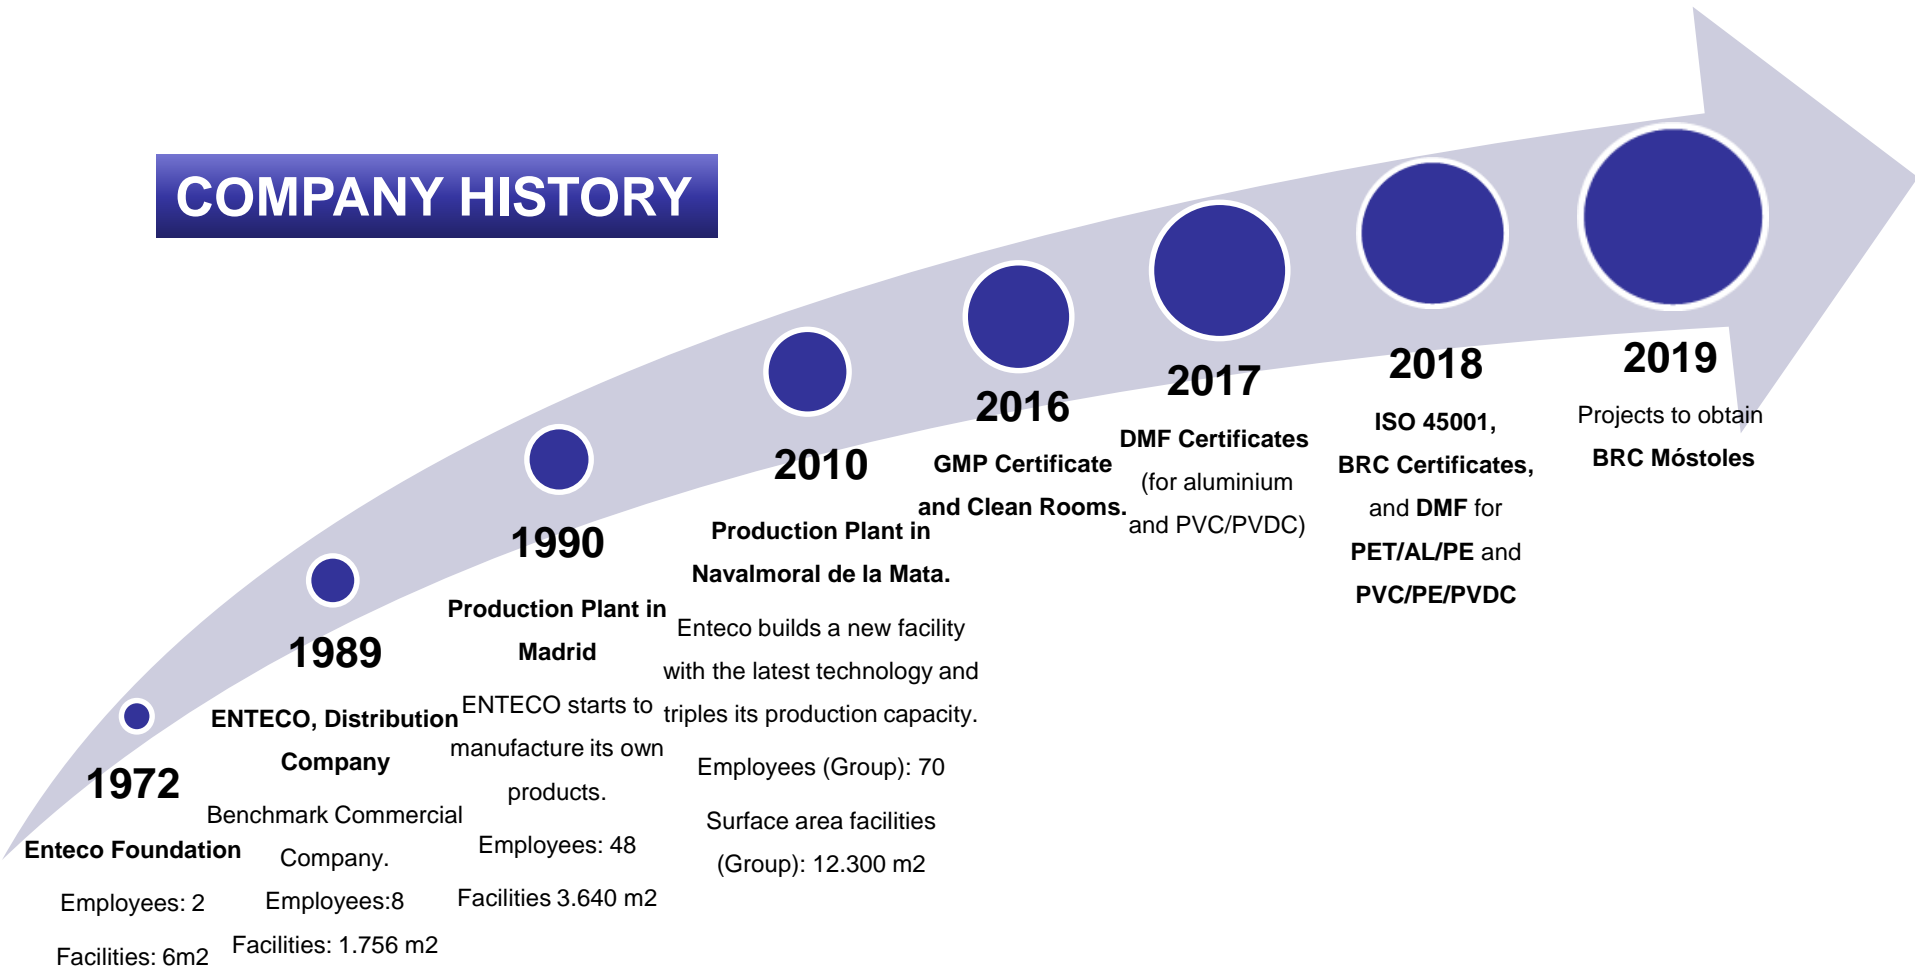 COMPANY HISTORY
1972
Enteco Foundation
Employees: 2
Facilities: 6m2
1989
ENTECO, Distribution
Company
Benchmark Commercial
Company.
Employees:8
Facilities: 1.756 m2
1990
Production Plant in
Madrid
ENTECO starts to
manufacture its own
products.
Employees: 48
Facilities 3.640 m2
2010
Production Plant in
Navalmoral de la Mata.
Enteco builds a new facility
with the latest technology and
triples its production capacity.
Employees (Group): 70
Surface area facilities
(Group): 12.300 m2
2016
GMP Certificate
and Clean Rooms.
2017
DMF Certificates
(for aluminium
and PVC/PVDC)
2018
ISO 45001,
BRC Certificates,
and DMF for
PET/AL/PE and
PVC/PE/PVDC
2019
Projects to obtain
BRC Móstoles